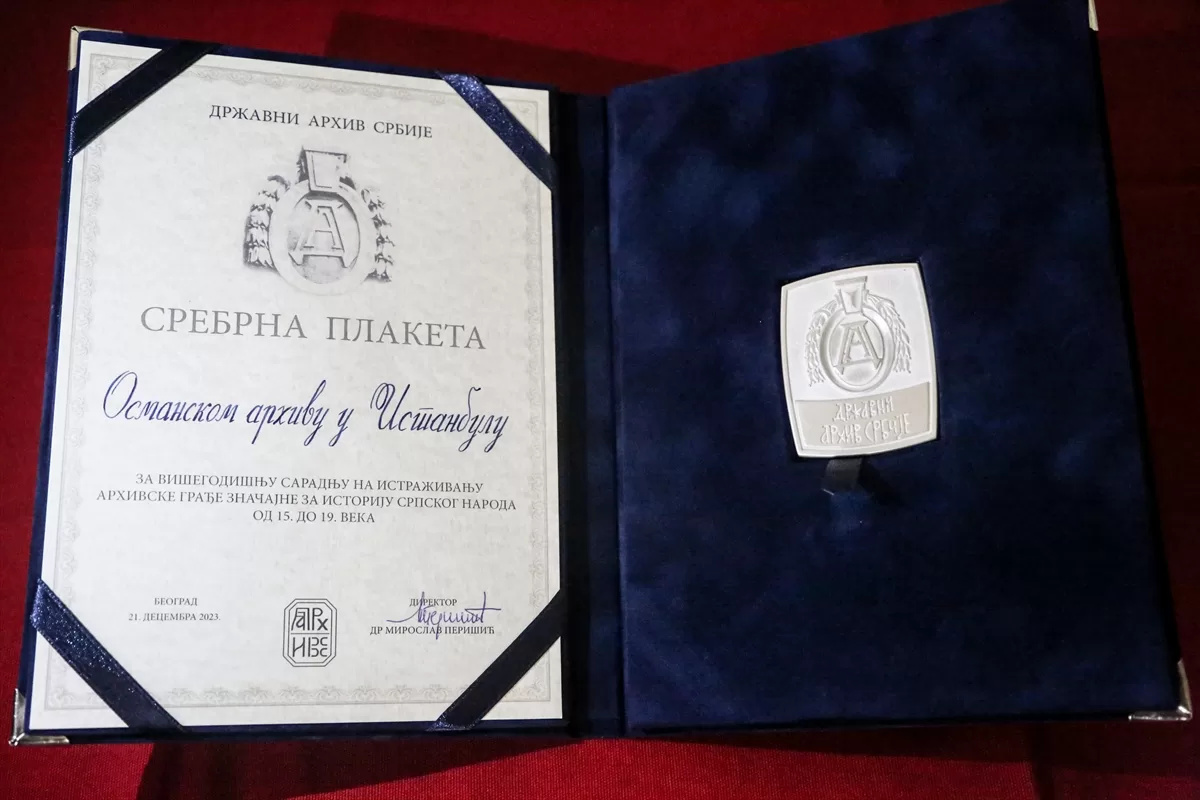 ДРЖАВНИ АРХИВ СРБИЈЕ
А
СРЕБРНА ПЛАКЕТА
Османском архиву у Истанбулу
ЗА ВИШЕГОДИШЊУ САРАДЊУ НА ИСТРАЖИВАЊУ
АРХИВСКЕ ГРАЂЕ ЗНАЧАЈНЕ ЗА ИСТОРИЈУ СРПСКОГ НАРОДА
ОД 15. ДО 19. ВЕКА
БЕОГРАД
21. ДЕЦЕМБРА 2023.
ДИРЕКТОР
ДР МИРОСЛАВ ПЕРИШИЋ
А
ДРЖАВНИ
АРХИВ СРБИЈЕ